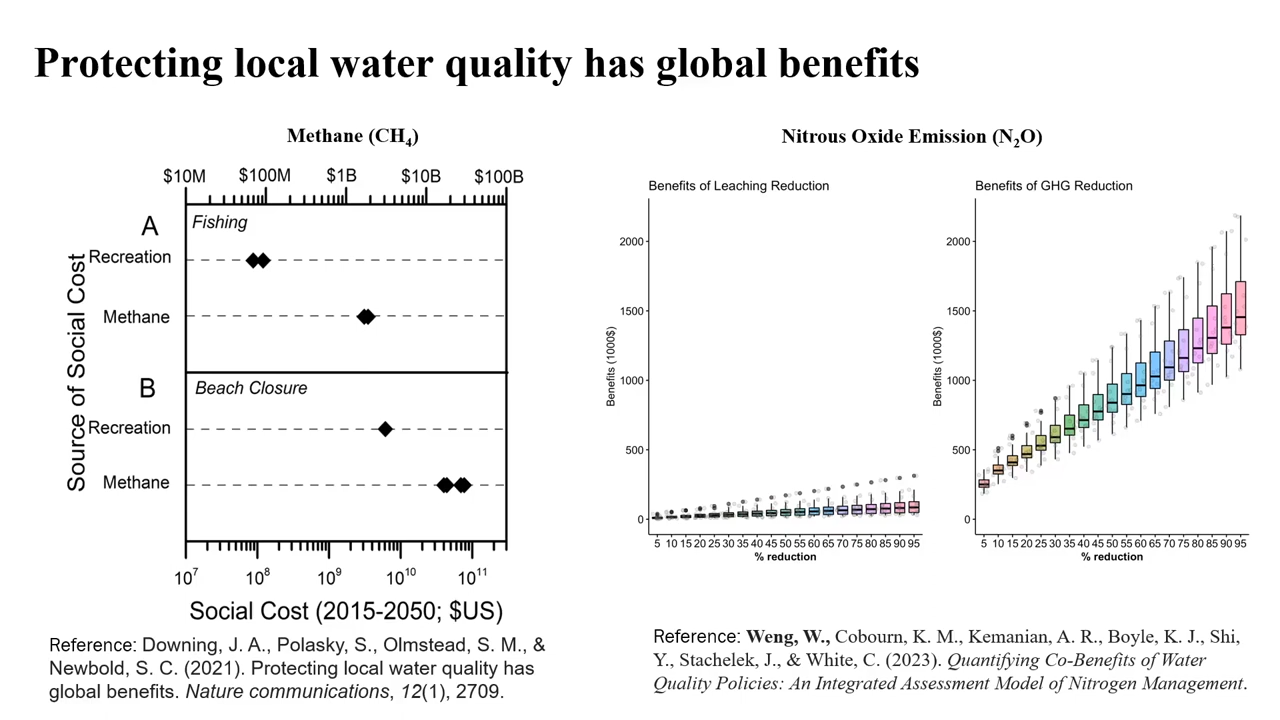 Protecting local water quality has global benefits
Methane (CH₄)
$10M $100M $1B $10B $100B
A
Fishing
Recreation
Methane
B
Beach Closure
Recreation
Methane
Source of Social Cost
10⁷ 10⁸ 10⁹ 10¹⁰ 10¹¹
Social Cost (2015-2050; $US)
Reference: Downing, J. A., Polasky, S., Olmstead, S. M., &
Newbold, S. C. (2021). Protecting local water quality has
global benefits. Nature communications, 12(1), 2709.
Nitrous Oxide Emission (N₂O)
Benefits of Leaching Reduction
2000
1500
1000
500
0
Benefits (1000$)
5 10 15 20 25 30 35 40 45 50 55 60 65 70 75 80 85 90 95
% reduction
Benefits of GHG Reduction
2000
1500
1000
500
0
Benefits (1000$)
5 10 15 20 25 30 35 40 45 50 55 60 65 70 75 80 85 90 95
% reduction
Reference: Weng, W., Cobourn, K. M., Kemanian, A. R., Boyle, K. J., Shi,
Y., Stachelek, J., & White, C. (2023). Quantifying Co-Benefits of Water
Quality Policies: An Integrated Assessment Model of Nitrogen Management.